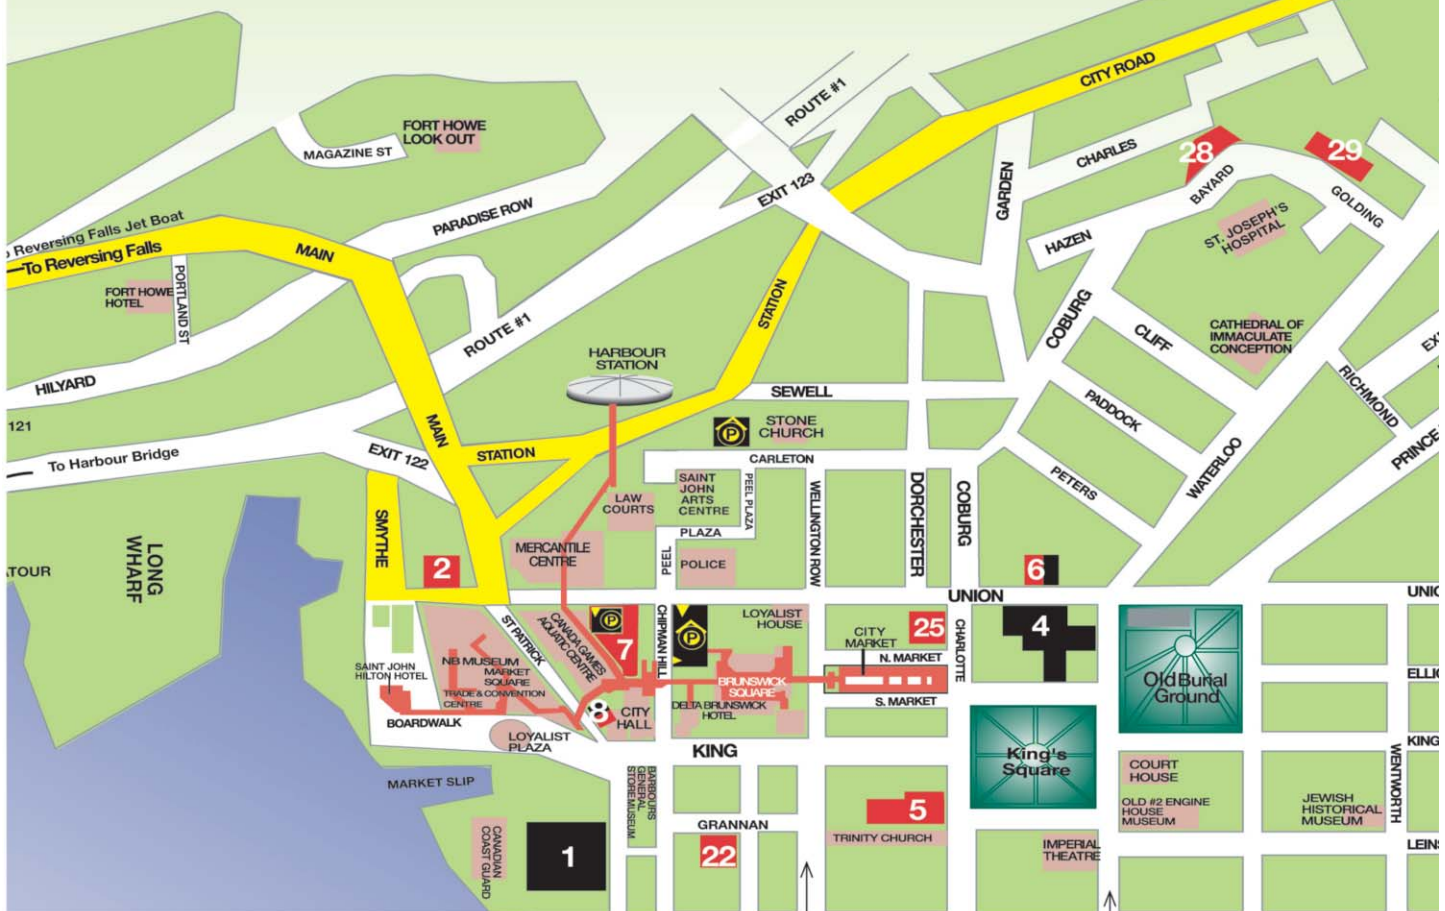 ROUTE #1
CITY ROAD
FORT HOWE
LOOK OUT
MAGAZINE ST
CHARLES
28
29
EXIT 123
GARDEN
BAYARD
GOLDING
PARADISE ROW
Reversing Falls Jet Boat
To Reversing Falls
MAIN
HAZEN
ST. JOSEPH'S
HOSPITAL
PORTLAND ST
FORT HOWE
HOTEL
STATION
COBURG
ROUTE #1
CLIFF
CATHEDRAL OF
IMMACULATE
CONCEPTION
HARBOUR
STATION
HILYARD
SEWELL
PADDOCK
RICHMOND
121
MAIN
P
STONE
CHURCH
To Harbour Bridge
EXIT 122
STATION
CARLETON
WATERLOO
PRINCE
PETERS
SAINT
JOHN
ARTS
CENTRE
PEEL PLAZA
WELLINGTON ROW
DORCHESTER
COBURG
LAW
COURTS
SMYTHE
LONG
WHARF
PLAZA
MERCANTILE
CENTRE
PEEL
POLICE
2
6
UNION
ST PATRICK
CANADA GAMES
AQUATIC CENTRE
P
7
CHIPMAN HILL
P
LOYALIST
HOUSE
CITY
MARKET
25
CHARLOTTE
4
N. MARKET
S. MARKET
SAINT JOHN
HILTON HOTEL
NB MUSEUM
MARKET
SQUARE
TRADE & CONVENTION
CENTRE
BOARDWALK
BRUNSWICK
SQUARE
DELTA BRUNSWICK
HOTEL
Old Burial
Ground
8
CITY
HALL
LOYALIST
PLAZA
KING
King's
Square
MARKET SLIP
BARBOURS
GENERAL
STORE MUSEUM
COURT
HOUSE
WENTWORTH
KING
OLD #2 ENGINE
HOUSE
MUSEUM
JEWISH
HISTORICAL
MUSEUM
5
GRANNAN
TRINITY CHURCH
CANADIAN
COAST GUARD
1
22
IMPERIAL
THEATRE